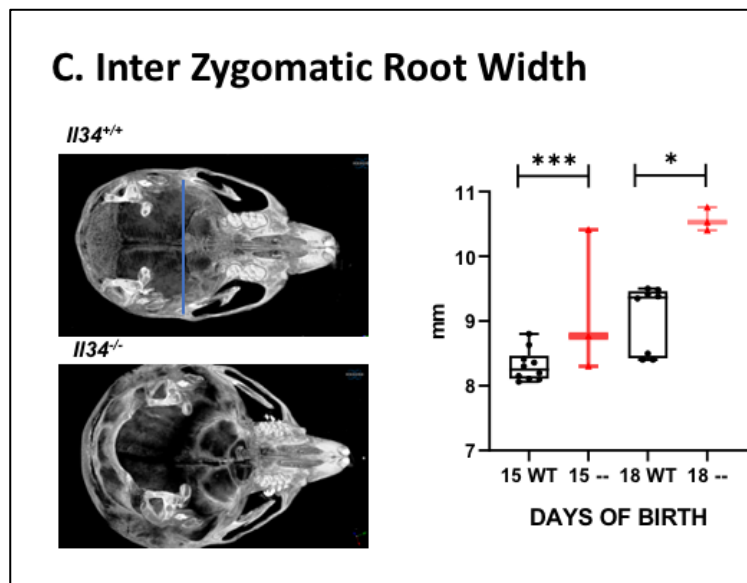 C. Inter Zygomatic Root Width
Il34+/+
Il34-/-
*** *
11
10
9
8
7
mm
15 WT 15 -- 18 WT 18 --
DAYS OF BIRTH